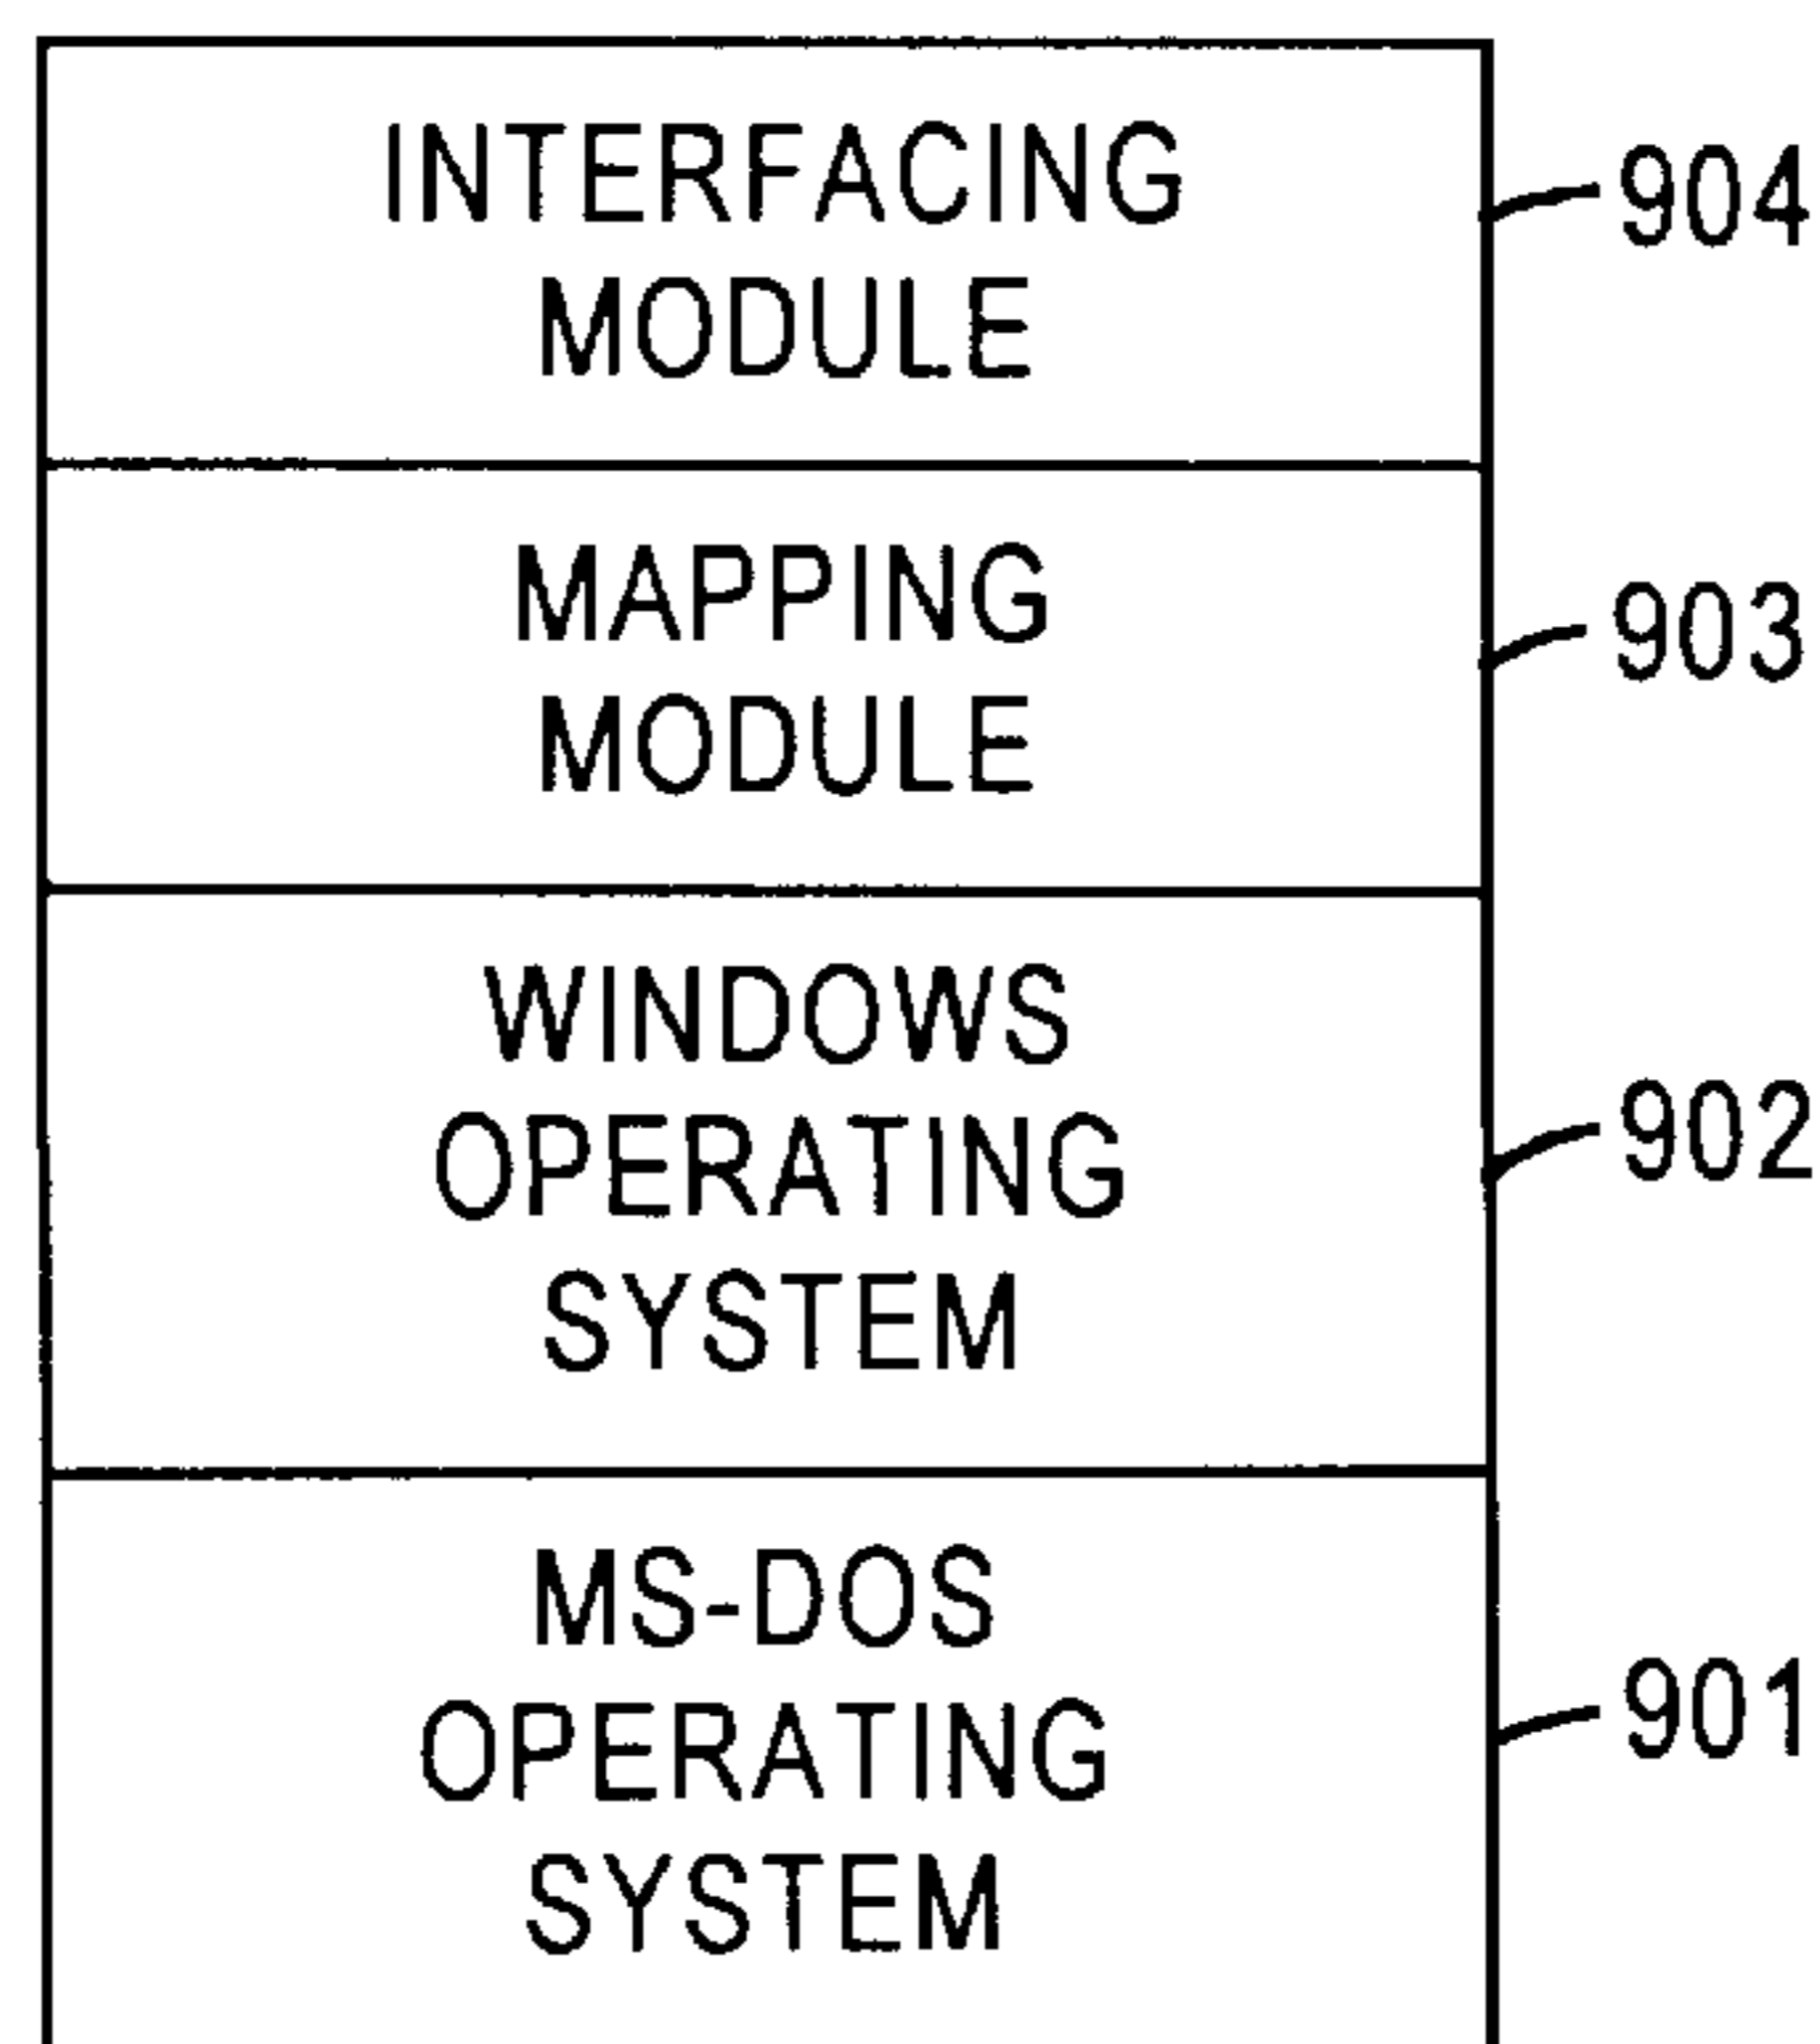 INTERFACING
MODULE
904
MAPPING
MODULE
903
WINDOWS
OPERATING
SYSTEM
902
MS-DOS
OPERATING
SYSTEM
901